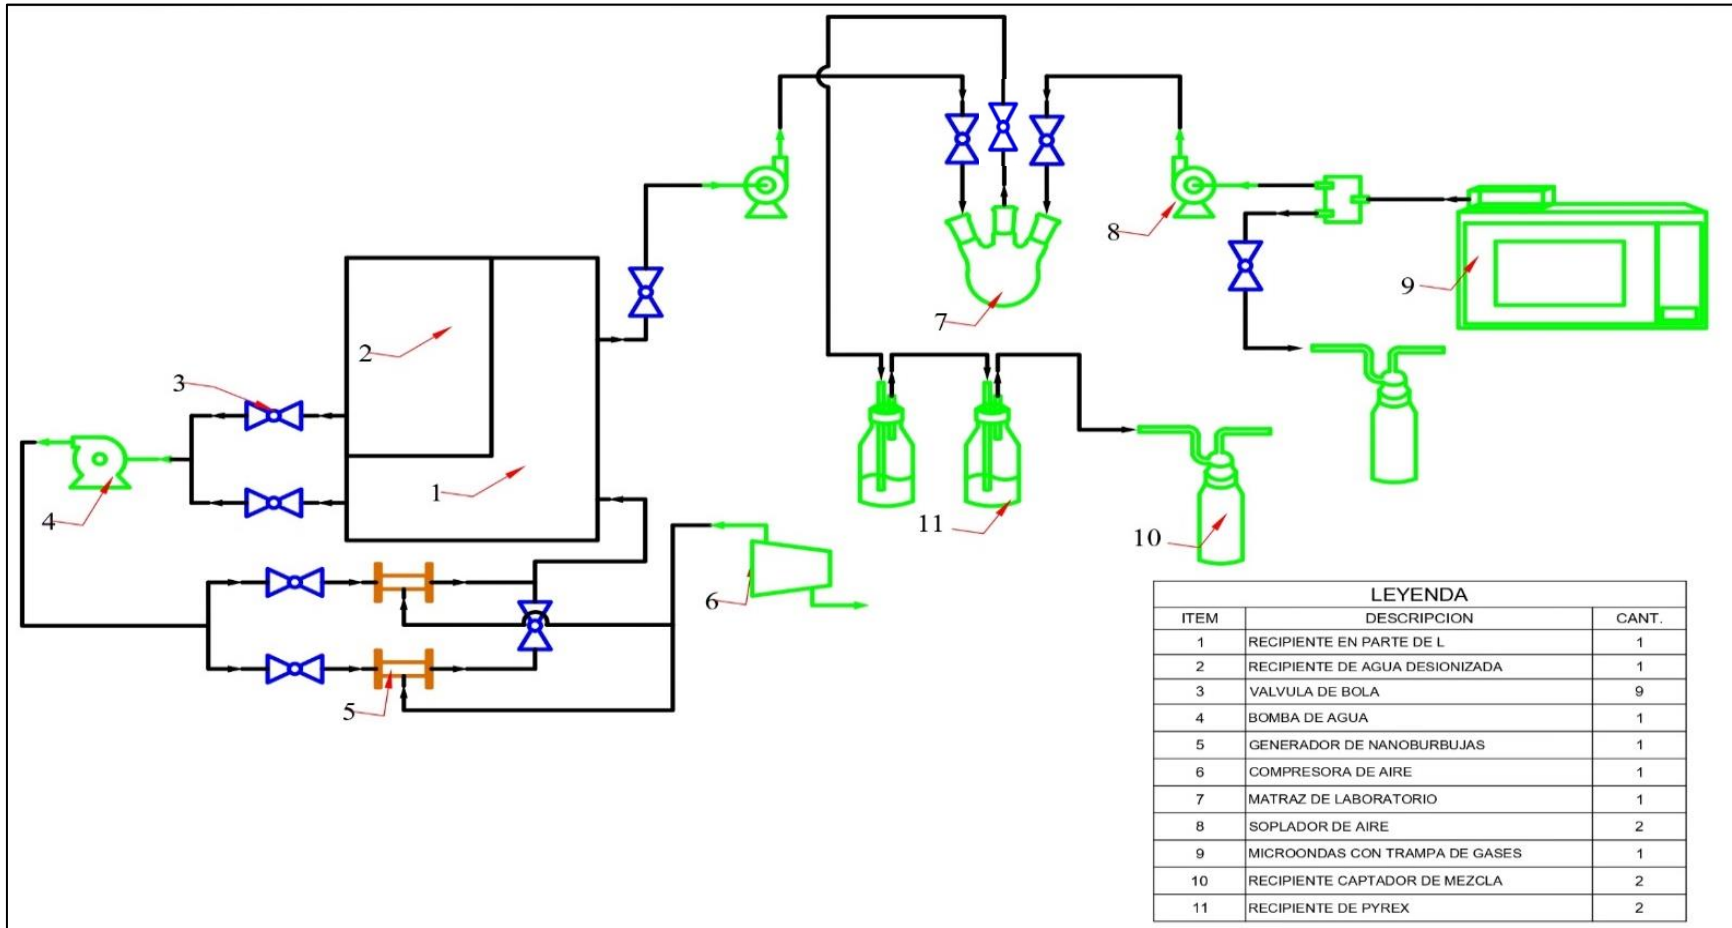 8
9
7
2
3
1
4
11
10
6
5
LEYENDA
ITEM DESCRIPCION CANT.
1 RECIPIENTE EN PARTE DE L 1
2 RECIPIENTE DE AGUA DESIONIZADA 1
3 VALVULA DE BOLA 9
4 BOMBA DE AGUA 1
5 GENERADOR DE NANOBURBUJAS 1
6 COMPRESORA DE AIRE 1
7 MATRAZ DE LABORATORIO 1
8 SOPLADOR DE AIRE 2
9 MICROONDAS CON TRAMPA DE GASES 1
10 RECIPIENTE CAPTADOR DE MEZCLA 2
11 RECIPIENTE DE PYREX 2